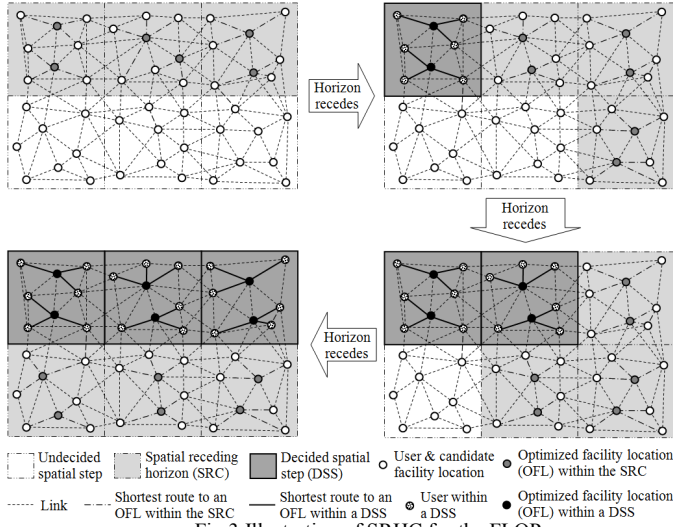 Horizon
recedes
Horizon
recedes
Horizon
recedes
Undecided
spatial step
Spatial receding
horizon (SRC)
Decided spatial
step (DSS)
User & candidate
facility location
Optimized facility location
(OFL) within the SRC
Link
Shortest route to an
OFL within the SRC
Shortest route to an
OFL within a DSS
User within
a DSS
Optimized facility location
(OFL) within a DSS